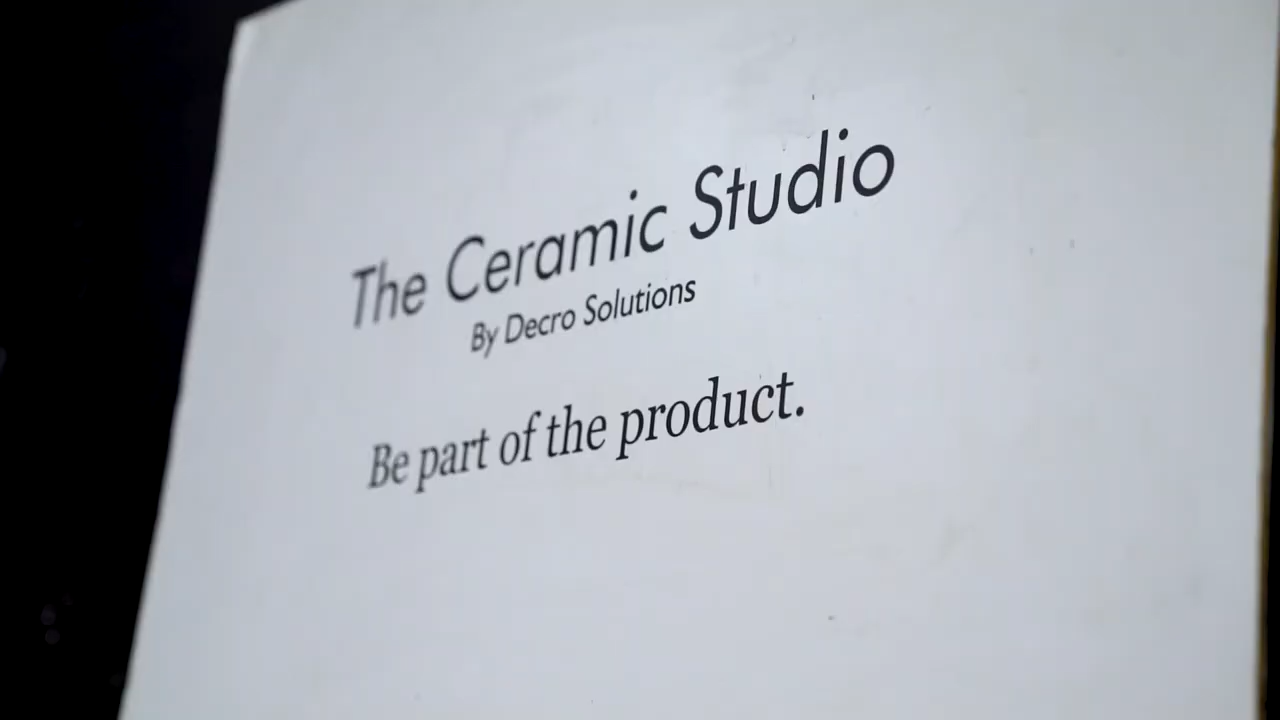 The Ceramic Studio
By Decro Solutions
Be part of the product.